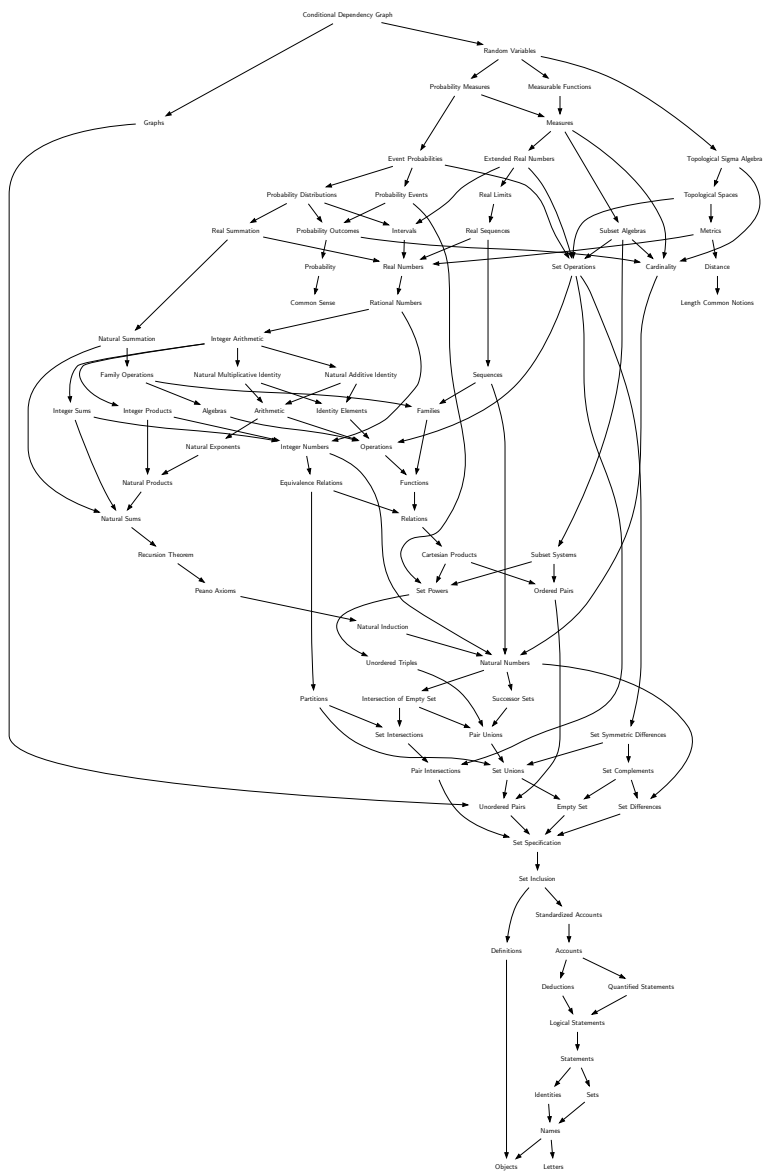 Conditional Dependency Graph
Random Variables
Probability Measures
Measurable Functions
Graphs
Measures
Event Probabilities
Extended Real Numbers
Topological Sigma Algebra
Probability Distributions
Probability Events
Real Limits
Topological Spaces
Real Summation
Probability Outcomes
Intervals
Real Sequences
Subset Algebras
Metrics
Probability
Real Numbers
Set Operations
Cardinality
Distance
Common Sense
Rational Numbers
Length Common Notions
Natural Summation
Integer Arithmetic
Family Operations
Natural Multiplicative Identity
Natural Additive Identity
Sequences
Integer Sums
Integer Products
Algebras
Arithmetic
Identity Elements
Families
Natural Exponents
Integer Numbers
Operations
Natural Products
Equivalence Relations
Functions
Natural Sums
Relations
Recursion Theorem
Cartesian Products
Subset Systems
Peano Axioms
Set Powers
Ordered Pairs
Natural Induction
Unordered Triples
Natural Numbers
Partitions
Intersection of Empty Set
Successor Sets
Set Intersections
Pair Unions
Set Symmetric Differences
Pair Intersections
Set Unions
Set Complements
Unordered Pairs
Empty Set
Set Differences
Set Specification
Set Inclusion
Standardized Accounts
Definitions
Accounts
Deductions
Quantified Statements
Logical Statements
Statements
Identities
Sets
Names
Objects
Letters